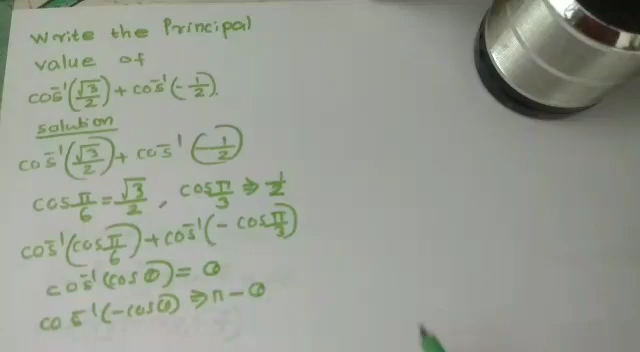 Write the Principal
value of
cos⁻¹(√3/2) + cos⁻¹(-1/2).
solution
cos⁻¹(√3/2) + cos⁻¹(-1/2)
cos π/6 = √3/2, cos π/3 ⇒ 1/2
cos⁻¹(cos π/6) + cos⁻¹(- cos π/3)
cos⁻¹(cos θ) = θ
cos⁻¹(-cos θ) ⇒ π - θ